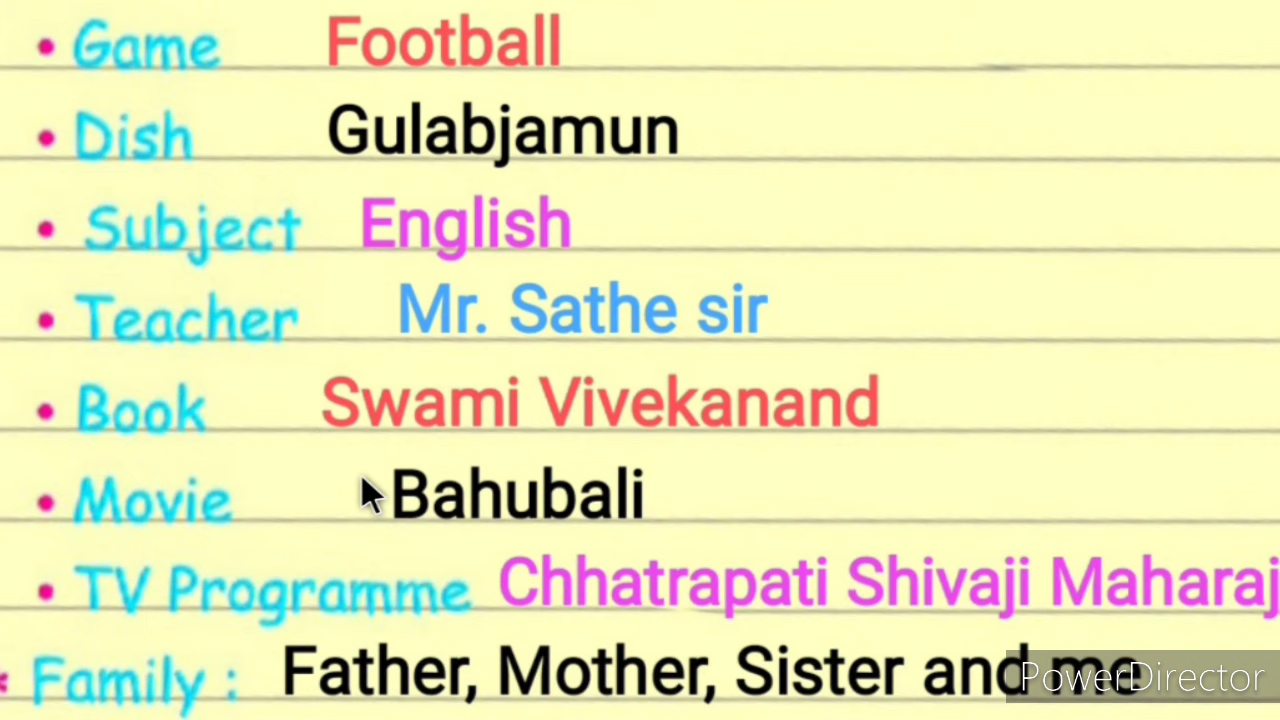 • Game Football
• Dish Gulabjamun
• Subject English
• Teacher Mr. Sathe sir
• Book Swami Vivekanand
• Movie Bahubali
• TV Programme Chhatrapati Shivaji Maharaj
* Family : Father, Mother, Sister and me
PowerDirector